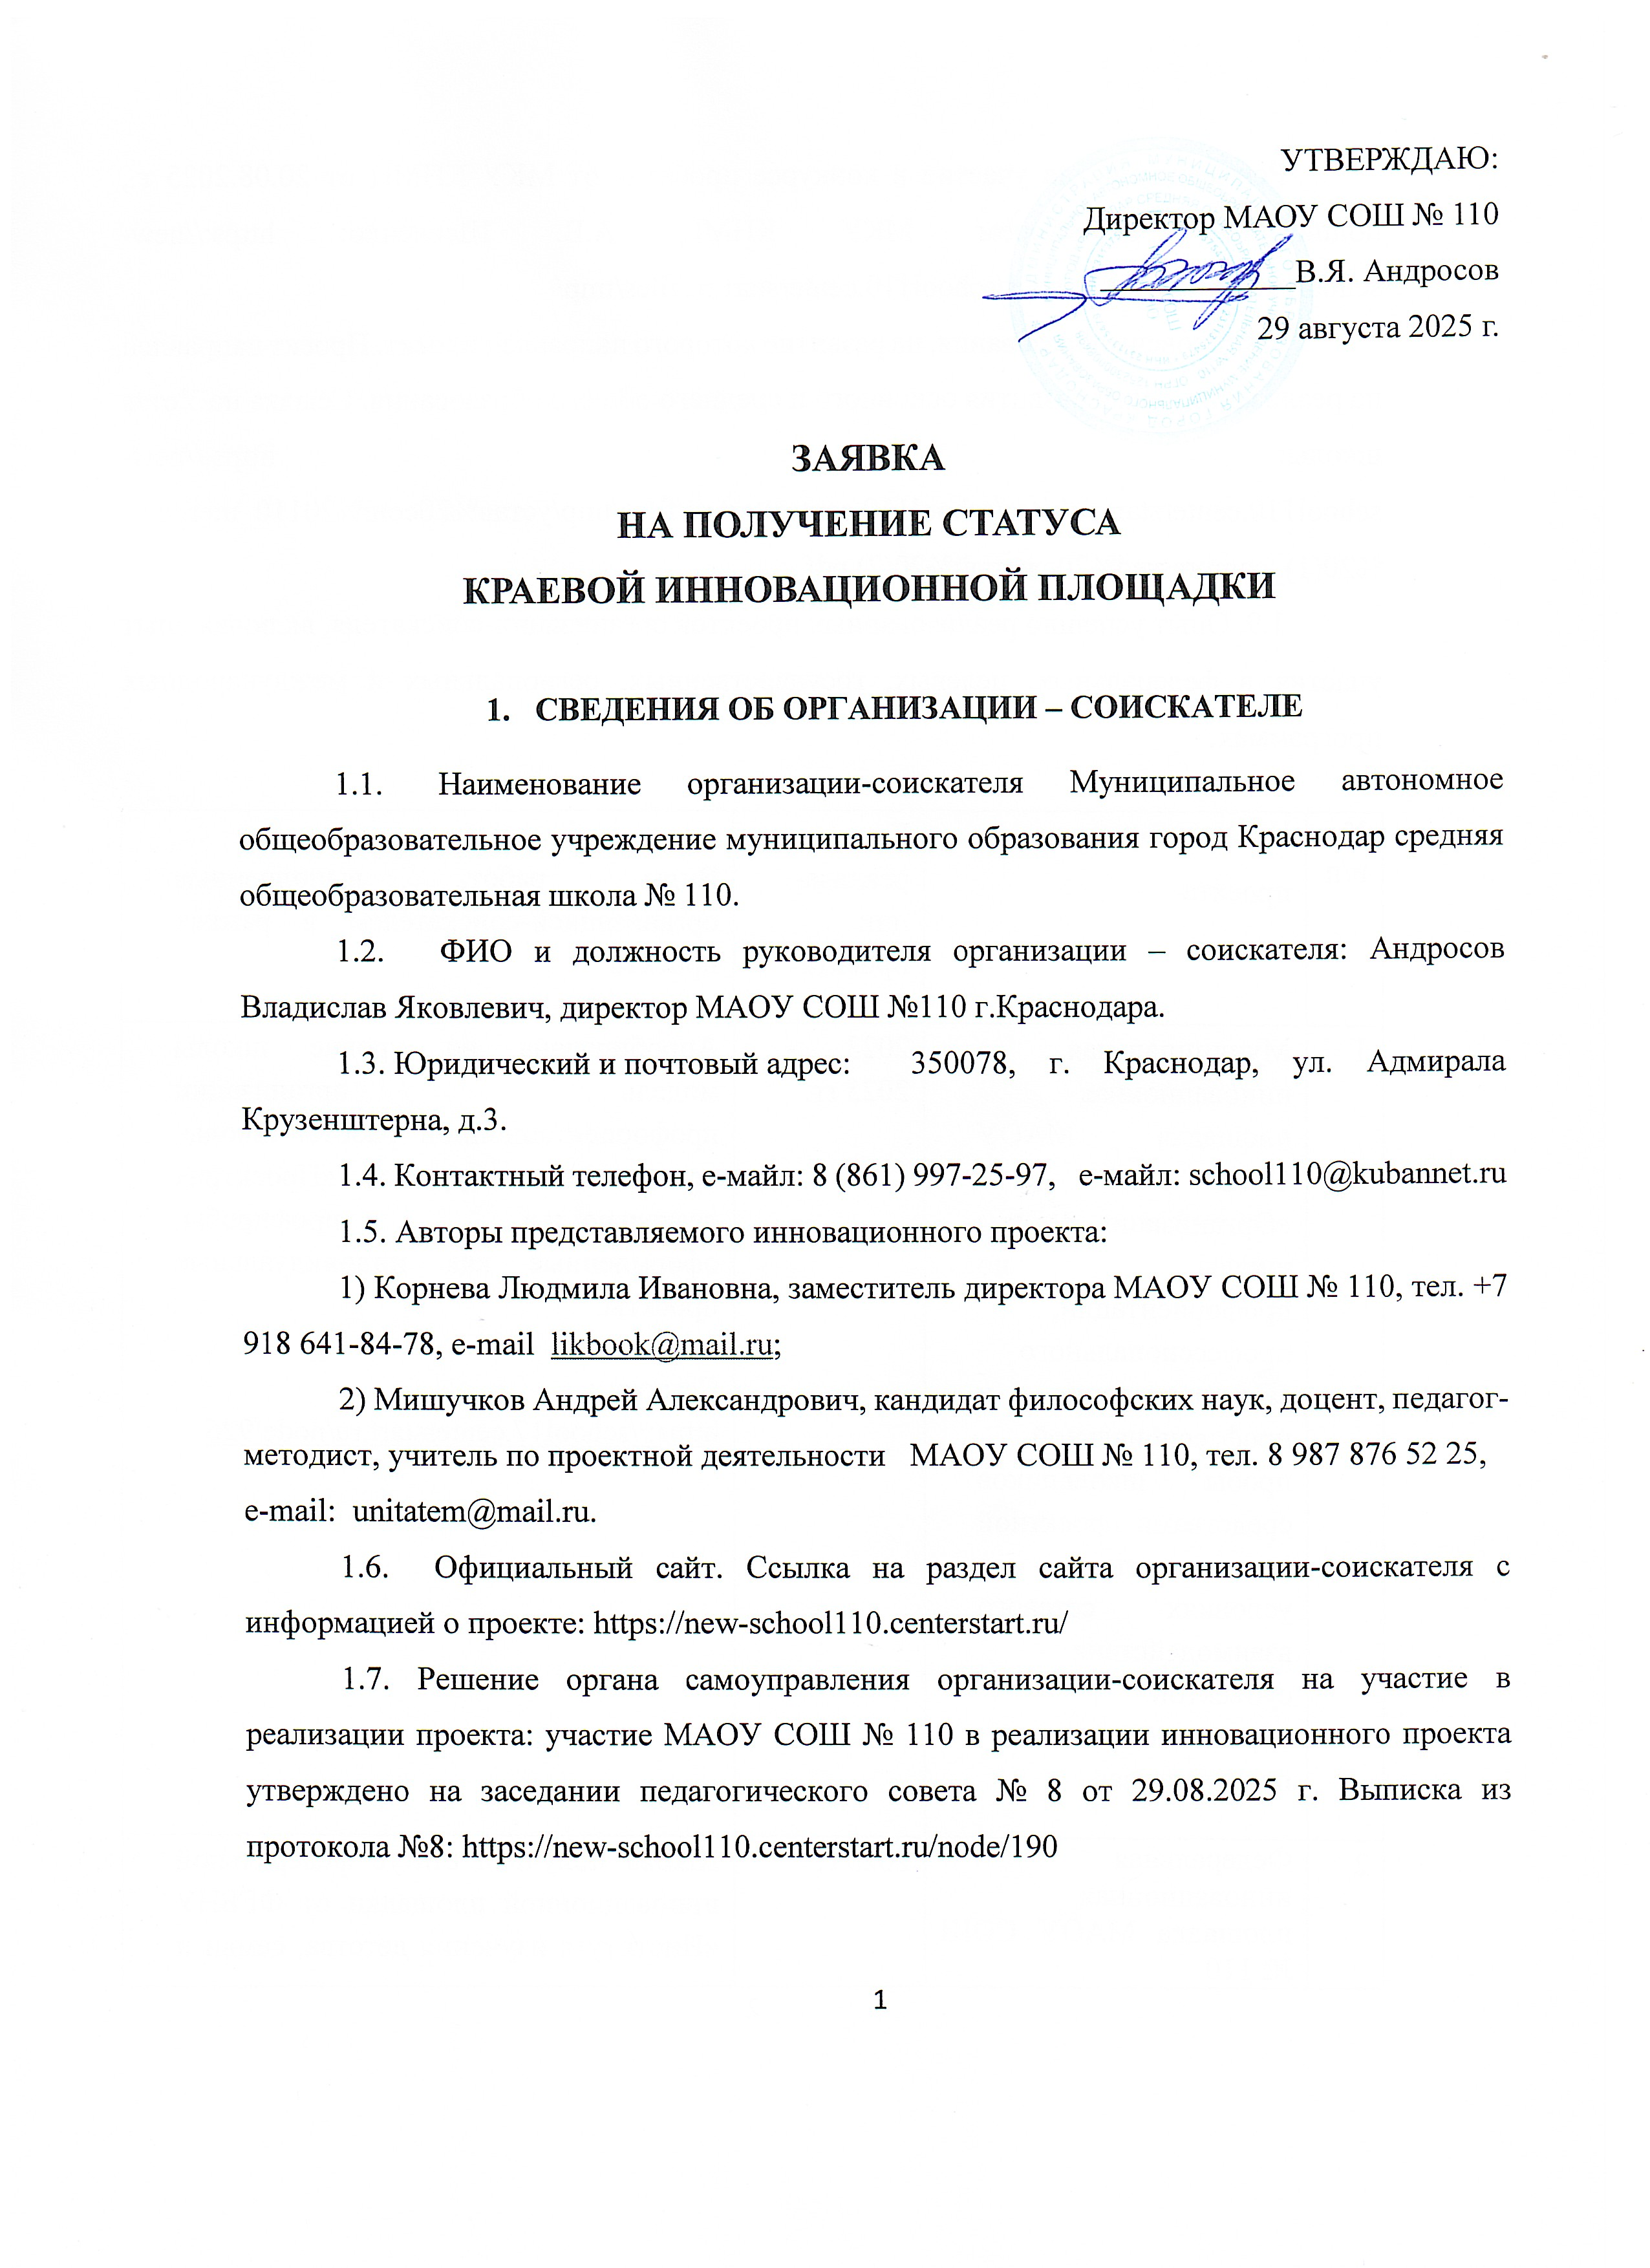 УТВЕРЖДАЮ:
Директор МАОУ СОШ № 110
В.Я. Андросов
29 августа 2025 г.
ЗАЯВКА
НА ПОЛУЧЕНИЕ СТАТУСА
КРАЕВОЙ ИННОВАЦИОННОЙ ПЛОЩАДКИ
1. СВЕДЕНИЯ ОБ ОРГАНИЗАЦИИ – СОИСКАТЕЛЕ
1.1. Наименование организации-соискателя Муниципальное автономное
общеобразовательное учреждение муниципального образования город Краснодар средняя
общеобразовательная школа № 110.
1.2. ФИО и должность руководителя организации – соискателя: Андросов
Владислав Яковлевич, директор МАОУ СОШ №110 г.Краснодара.
1.3. Юридический и почтовый адрес: 350078, г. Краснодар, ул. Адмирала
Крузенштерна, д.3.
1.4. Контактный телефон, е-майл: 8 (861) 997-25-97, е-майл: school110@kubannet.ru
1.5. Авторы представляемого инновационного проекта:
1) Корнева Людмила Ивановна, заместитель директора МАОУ СОШ № 110, тел. +7
918 641-84-78, e-mail likbook@mail.ru;
2) Мишучков Андрей Александрович, кандидат философских наук, доцент, педагог-
методист, учитель по проектной деятельности МАОУ СОШ № 110, тел. 8 987 876 52 25,
e-mail: unitatem@mail.ru.
1.6. Официальный сайт. Ссылка на раздел сайта организации-соискателя с
информацией о проекте: https://new-school110.centerstart.ru/
1.7. Решение органа самоуправления организации-соискателя на участие в
реализации проекта: участие МАОУ СОШ № 110 в реализации инновационного проекта
утверждено на заседании педагогического совета № 8 от 29.08.2025 г. Выписка из
протокола №8: https://new-school110.centerstart.ru/node/190
1